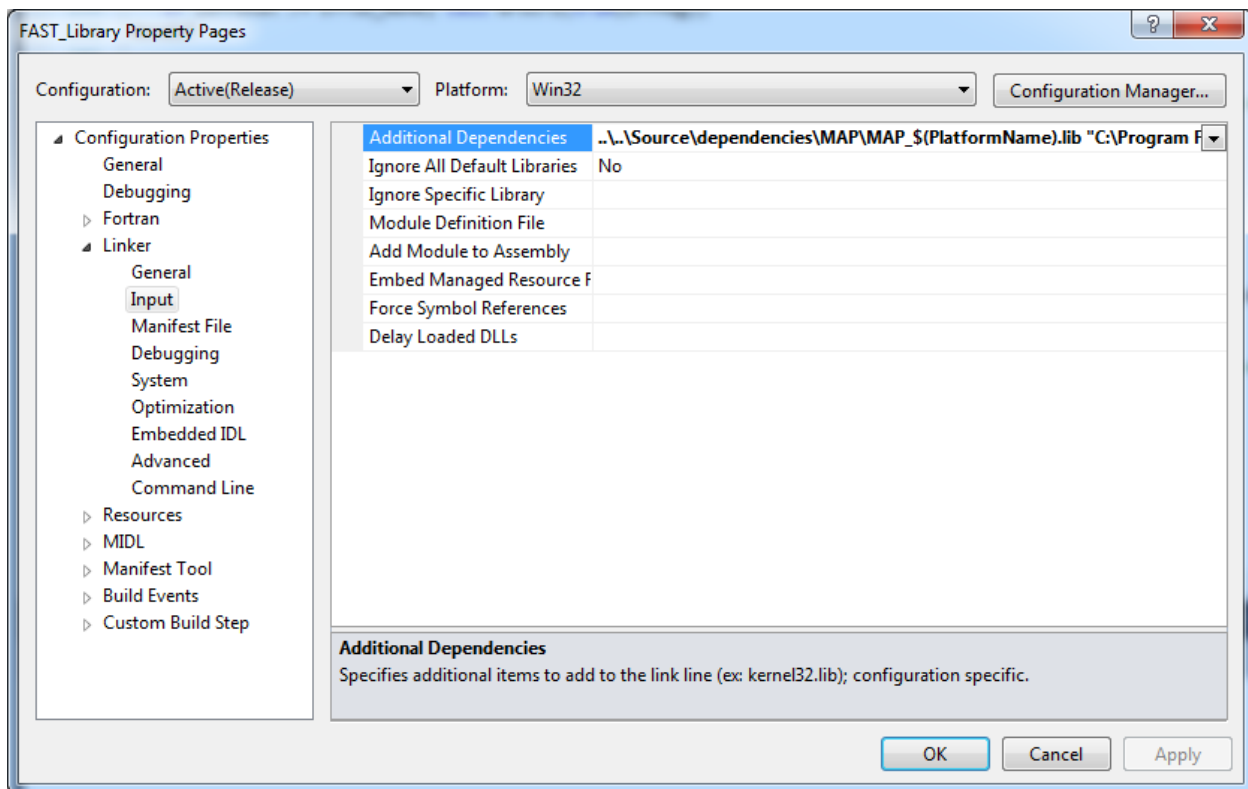 FAST_Library Property Pages
Configuration: Active(Release) Platform: Win32 Configuration Manager...
Configuration Properties
General
Debugging
Fortran
Linker
General
Input
Manifest File
Debugging
System
Optimization
Embedded IDL
Advanced
Command Line
Resources
MIDL
Manifest Tool
Build Events
Custom Build Step
Additional Dependencies ..\..\Source\dependencies\MAP\MAP_$(PlatformName).lib "C:\Program F
Ignore All Default Libraries No
Ignore Specific Library
Module Definition File
Add Module to Assembly
Embed Managed Resource F
Force Symbol References
Delay Loaded DLLs
Additional Dependencies
Specifies additional items to add to the link line (ex: kernel32.lib); configuration specific.
OK Cancel Apply